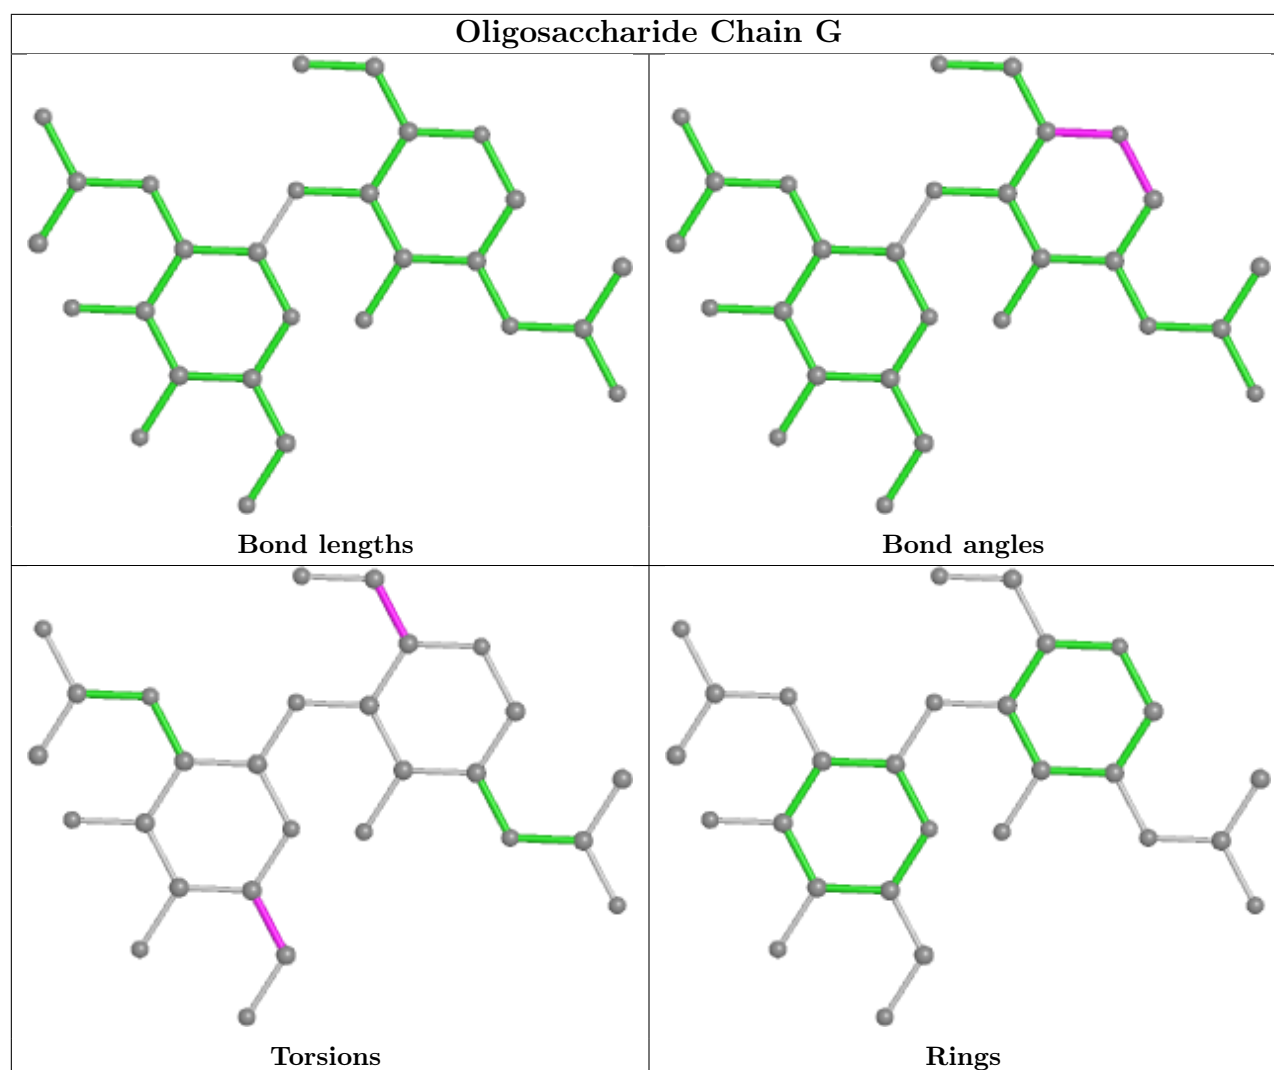 Oligosaccharide Chain G
Bond lengths
Bond angles
Torsions
Rings